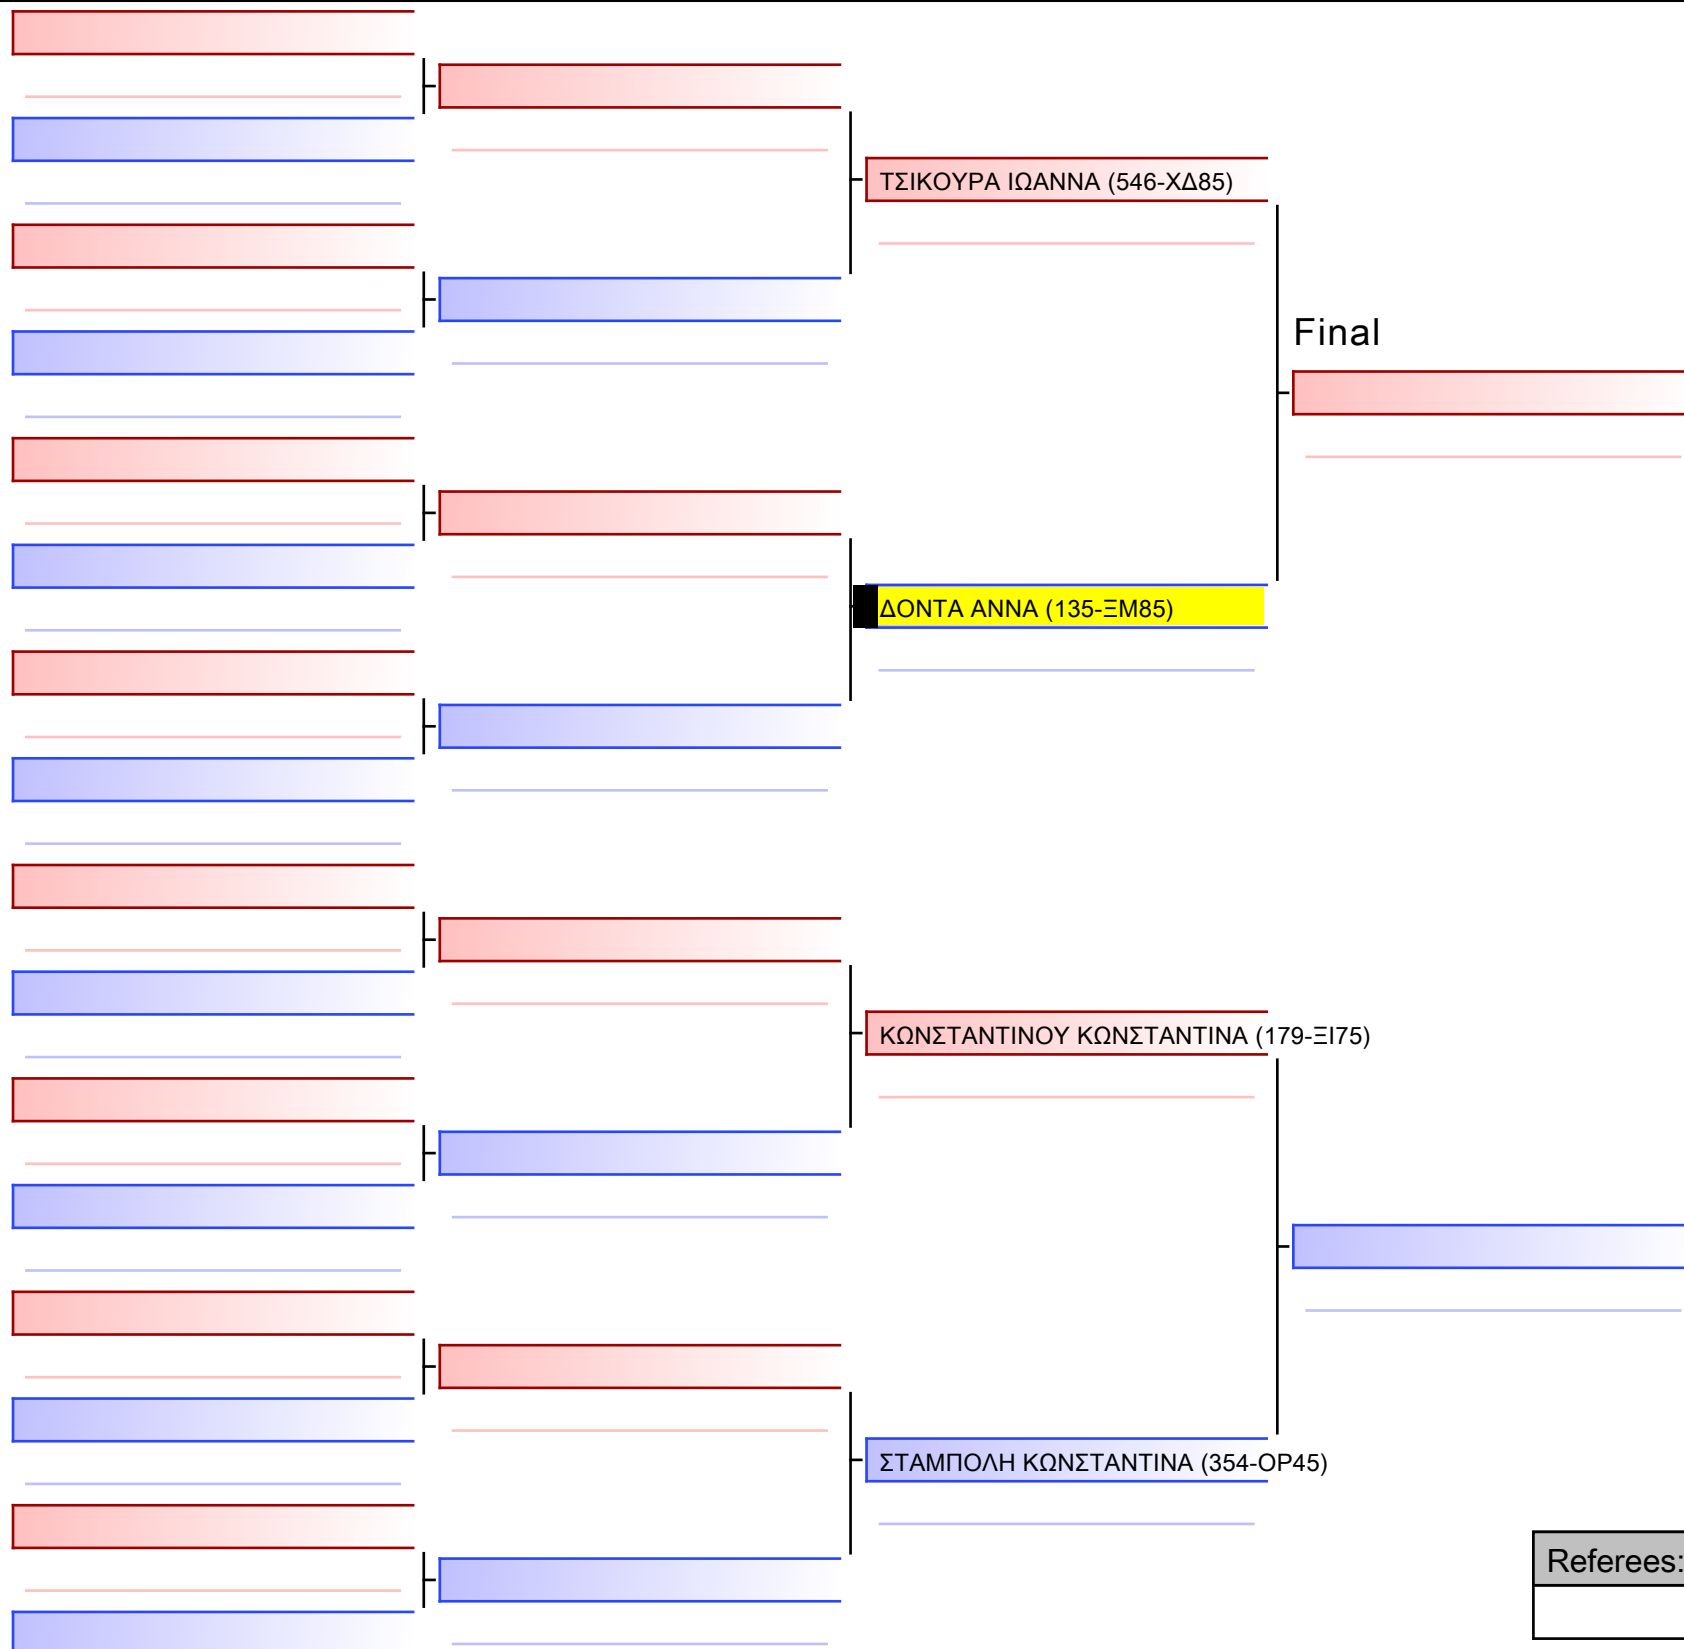 ΤΣΙΚΟΥΡΑ ΙΩΑΝΝΑ (546-ΧΔ85)
Final
ΔΟΝΤΑ ΑΝΝΑ (135-ΞΜ85)
ΚΩΝΣΤΑΝΤΙΝΟΥ ΚΩΝΣΤΑΝΤΙΝΑ (179-ΞΙ75)
ΣΤΑΜΠΟΛΗ ΚΩΝΣΤΑΝΤΙΝΑ (354-ΟΡ45)
Referees: